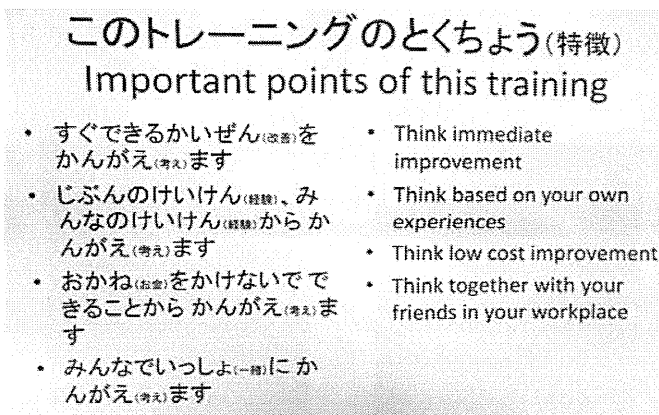 このトレーニングのとくちょう(特徴)
Important points of this training
• すぐできるかいぜん(改善)を
かんがえ(考え)ます
• じぶんのけいけん(経験)、み
んなのけいけん(経験)から か
んがえ(考え)ます
• おかね(お金)をかけないで で
きることから かんがえ(考え)ま
す
• みんなでいっしょ(一緒)に か
んがえ(考え)ます
• Think immediate
improvement
• Think based on your own
experiences
• Think low cost improvement
• Think together with your
friends in your workplace